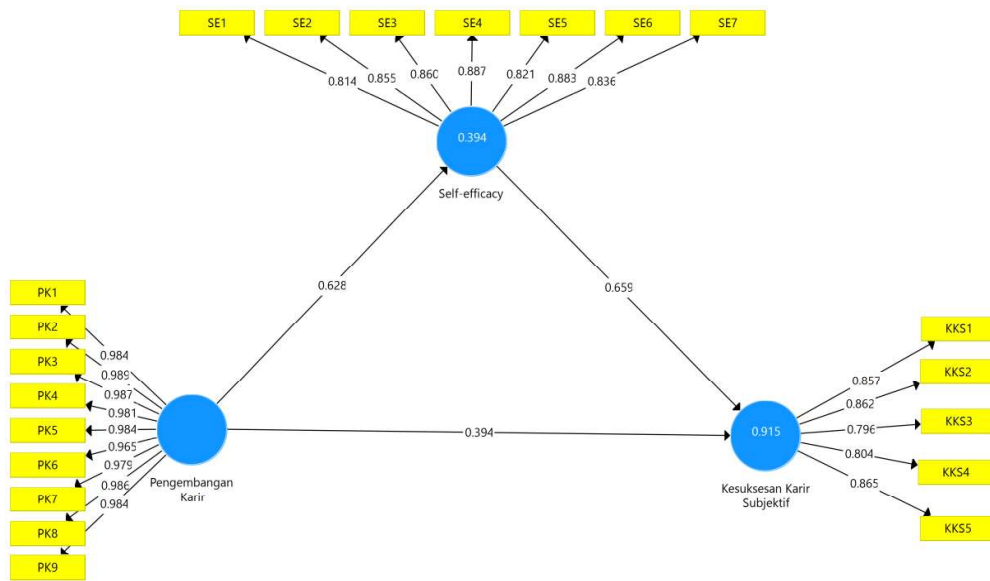 SE1 SE2 SE3 SE4 SE5 SE6 SE7
0.814 0.855 0.860 0.887 0.821 0.883 0.836
0.394
Self-efficacy
0.628
0.659
PK1
PK2
PK3
PK4
PK5
PK6
PK7
PK8
PK9
0.984
0.989
0.987
0.981
0.984
0.965
0.979
0.986
0.984
Pengembangan
Karir
0.394
0.915
Kesuksesan Karir
Subjektif
0.857
0.862
0.796
0.804
0.865
KKS1
KKS2
KKS3
KKS4
KKS5